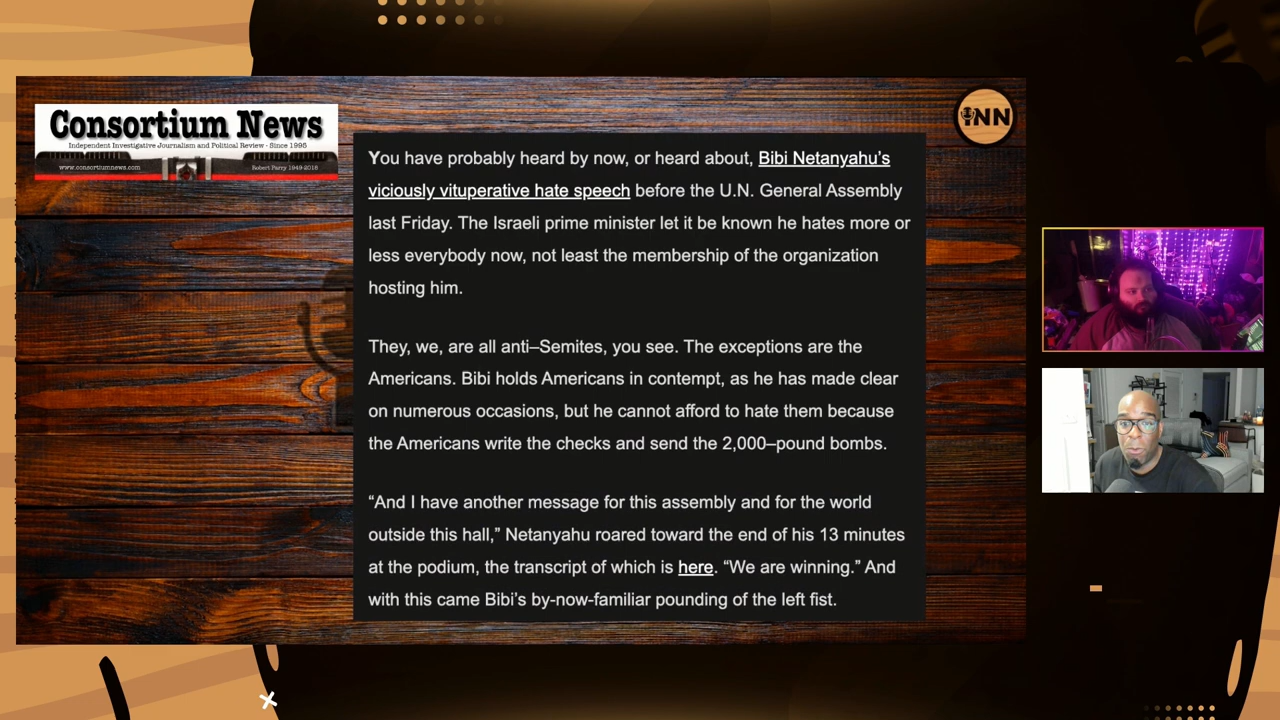 Consortium News
Independent Investigative Journalism and Political Review - Since 1995
www.consortiumnews.com
Robert Parry 1949-2018
iNN
You have probably heard by now, or heard about, Bibi Netanyahu’s
viciously vituperative hate speech before the U.N. General Assembly
last Friday. The Israeli prime minister let it be known he hates more or
less everybody now, not least the membership of the organization
hosting him.
They, we, are all anti–Semites, you see. The exceptions are the
Americans. Bibi holds Americans in contempt, as he has made clear
on numerous occasions, but he cannot afford to hate them because
the Americans write the checks and send the 2,000–pound bombs.
“And I have another message for this assembly and for the world
outside this hall,” Netanyahu roared toward the end of his 13 minutes
at the podium, the transcript of which is here. “We are winning.” And
with this came Bibi’s by-now-familiar pounding of the left fist.